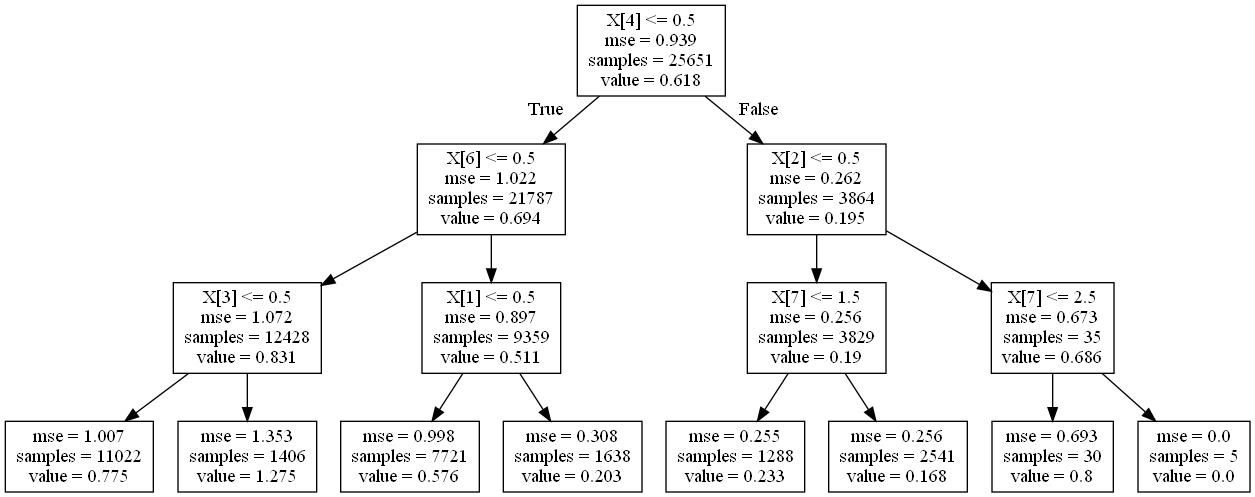 X[4] <= 0.5
mse = 0.939
samples = 25651
value = 0.618
True
False
X[6] <= 0.5
mse = 1.022
samples = 21787
value = 0.694
X[2] <= 0.5
mse = 0.262
samples = 3864
value = 0.195
X[3] <= 0.5
mse = 1.072
samples = 12428
value = 0.831
X[1] <= 0.5
mse = 0.897
samples = 9359
value = 0.511
X[7] <= 1.5
mse = 0.256
samples = 3829
value = 0.19
X[7] <= 2.5
mse = 0.673
samples = 35
value = 0.686
mse = 1.007
samples = 11022
value = 0.775
mse = 1.353
samples = 1406
value = 1.275
mse = 0.998
samples = 7721
value = 0.576
mse = 0.308
samples = 1638
value = 0.203
mse = 0.255
samples = 1288
value = 0.233
mse = 0.256
samples = 2541
value = 0.168
mse = 0.693
samples = 30
value = 0.8
mse = 0.0
samples = 5
value = 0.0